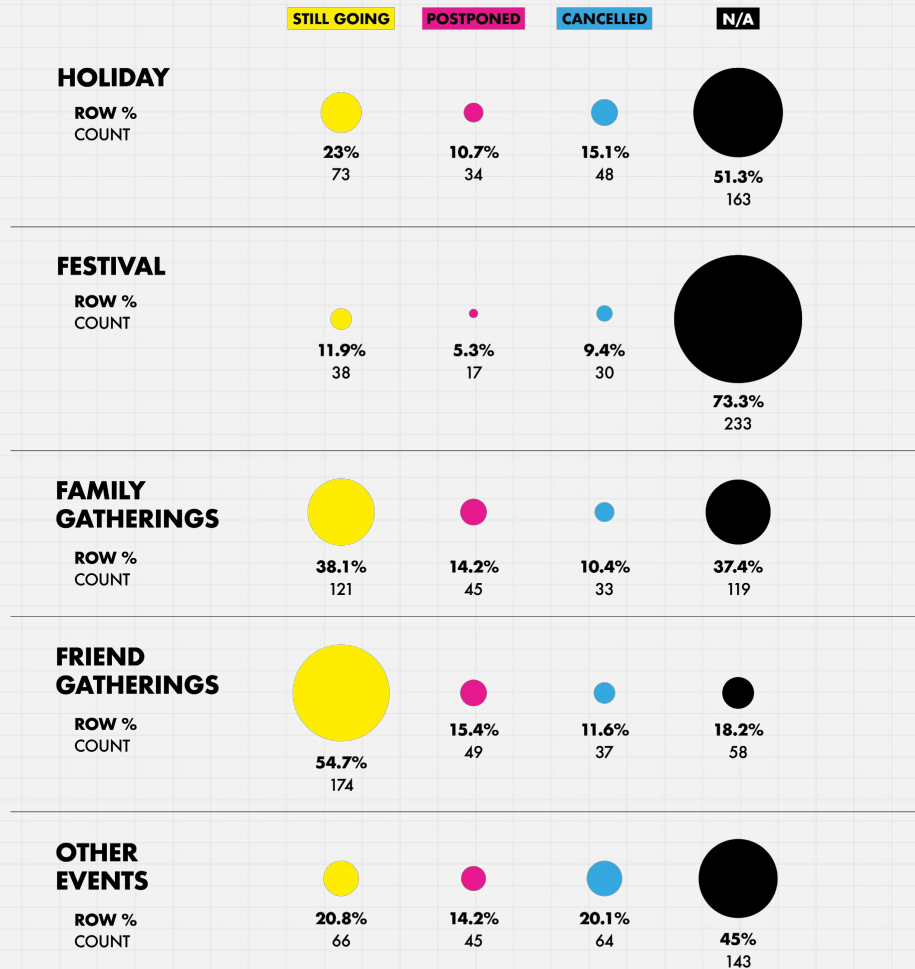 STILL GOING POSTPONED CANCELLED N/A
HOLIDAY
ROW %
COUNT
23% 10.7% 15.1% 51.3%
73 34 48 163
FESTIVAL
ROW %
COUNT
11.9% 5.3% 9.4% 73.3%
38 17 30 233
FAMILY
GATHERINGS
ROW %
COUNT
38.1% 14.2% 10.4% 37.4%
121 45 33 119
FRIEND
GATHERINGS
ROW %
COUNT
54.7% 15.4% 11.6% 18.2%
174 49 37 58
OTHER
EVENTS
ROW %
COUNT
20.8% 14.2% 20.1% 45%
66 45 64 143